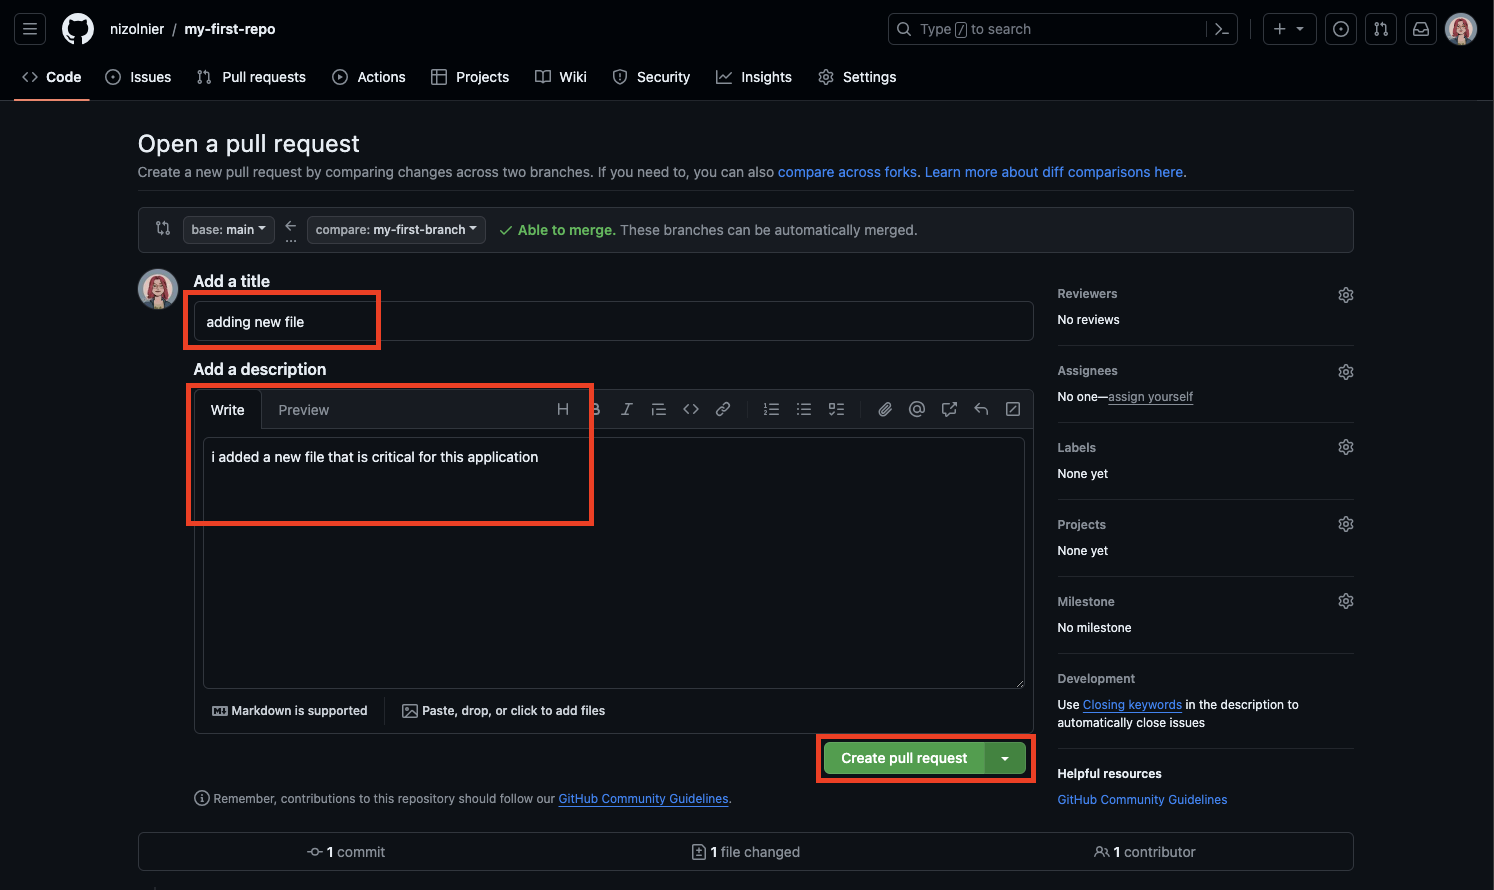 nizolnier / my-first-repo
Type / to search
Code Issues Pull requests Actions Projects Wiki Security Insights Settings
Open a pull request
Create a new pull request by comparing changes across two branches. If you need to, you can also compare across forks. Learn more about diff comparisons here.
base: main compare: my-first-branch Able to merge. These branches can be automatically merged.
Add a title
adding new file
Add a description
Write Preview
i added a new file that is critical for this application
Markdown is supported Paste, drop, or click to add files
Create pull request
Remember, contributions to this repository should follow our GitHub Community Guidelines.
Reviewers
No reviews
Assignees
No one—assign yourself
Labels
None yet
Projects
None yet
Milestone
No milestone
Development
Use Closing keywords in the description to
automatically close issues
Helpful resources
GitHub Community Guidelines
1 commit 1 file changed 1 contributor